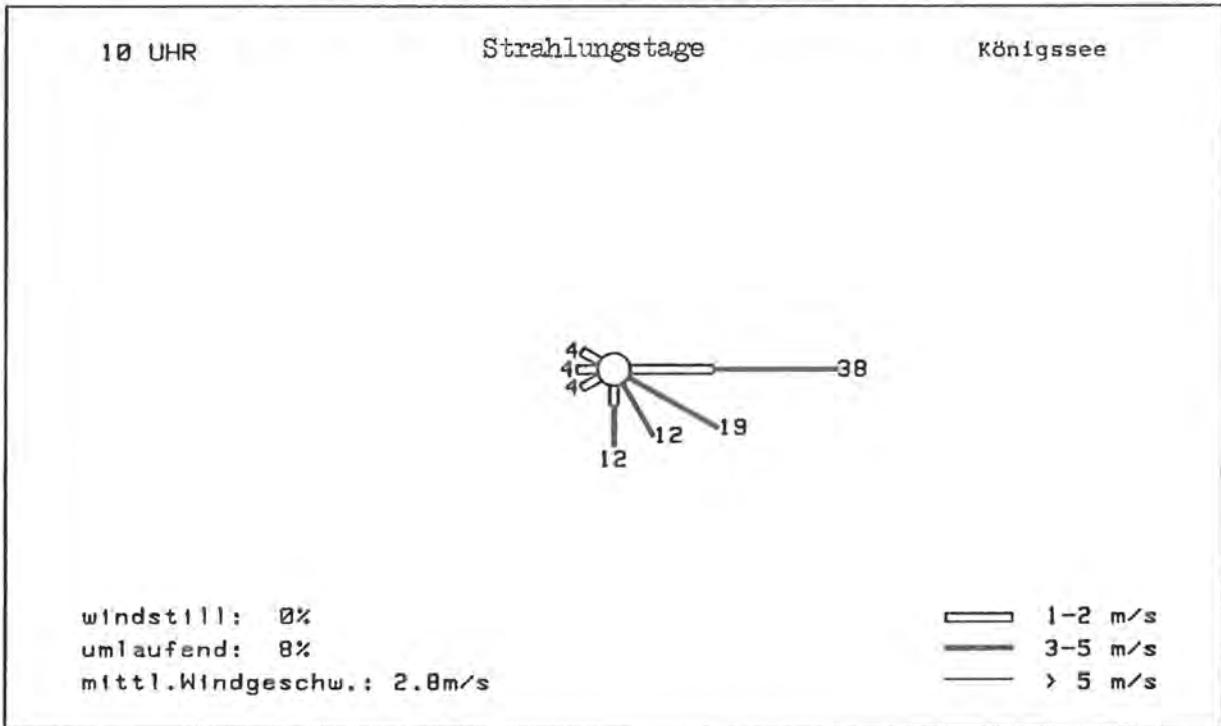 10 UHR Strahlungstage Königssee
4
4 38
4
12 19
12
windstill: 0% 1-2 m/s
umlaufend: 8% 3-5 m/s
mittl.Windgeschw.: 2.8m/s > 5 m/s